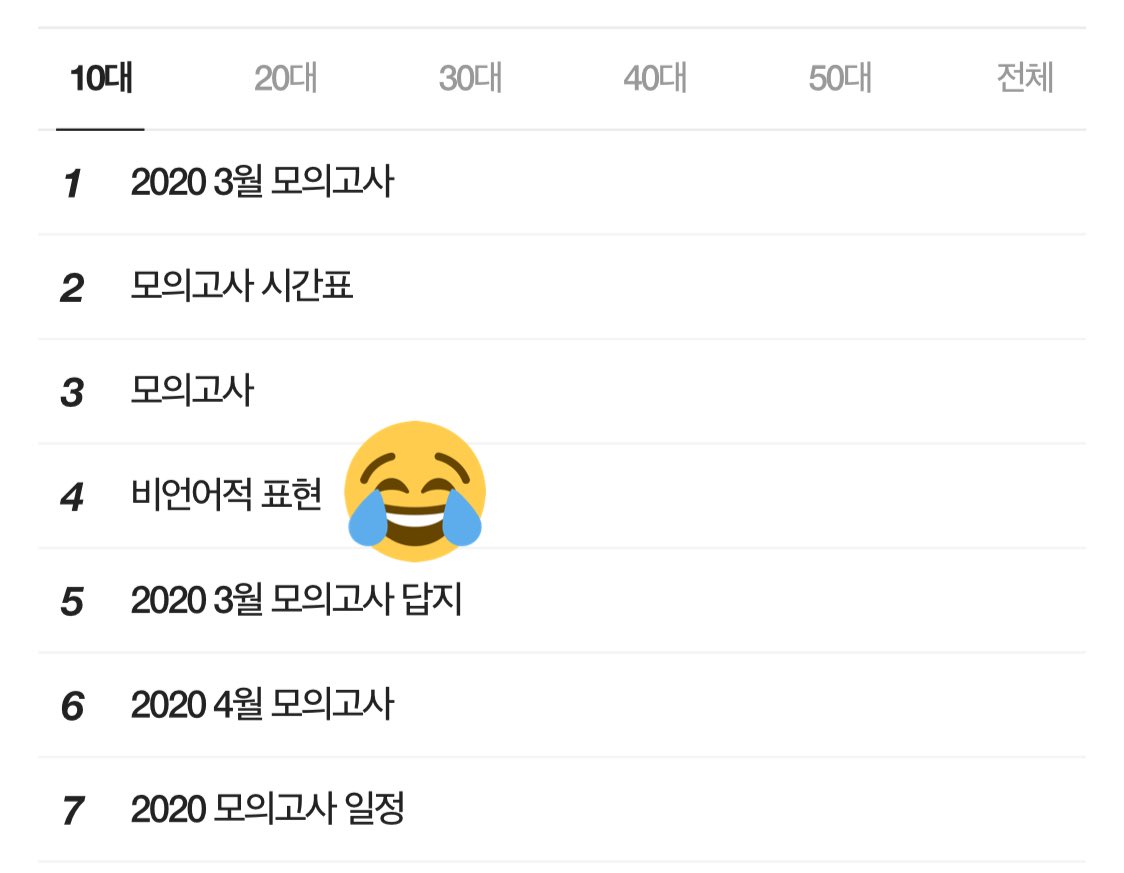 10대 20대 30대 40대 50대 전체
1 2020 3월 모의고사
2 모의고사 시간표
3 모의고사
4 비언어적 표현 😂
5 2020 3월 모의고사 답지
6 2020 4월 모의고사
7 2020 모의고사 일정